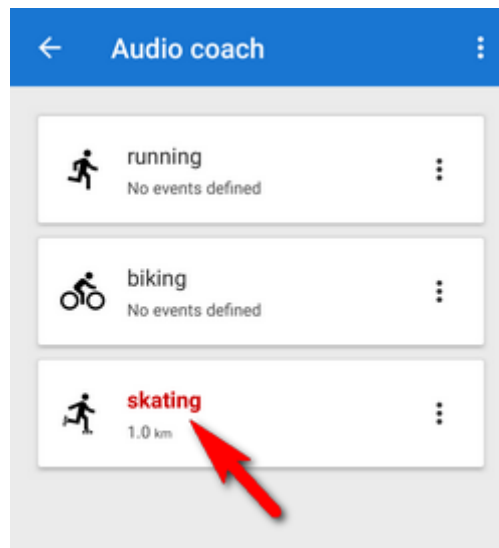 Audio coach
running
No events defined
biking
No events defined
skating
1.0 km